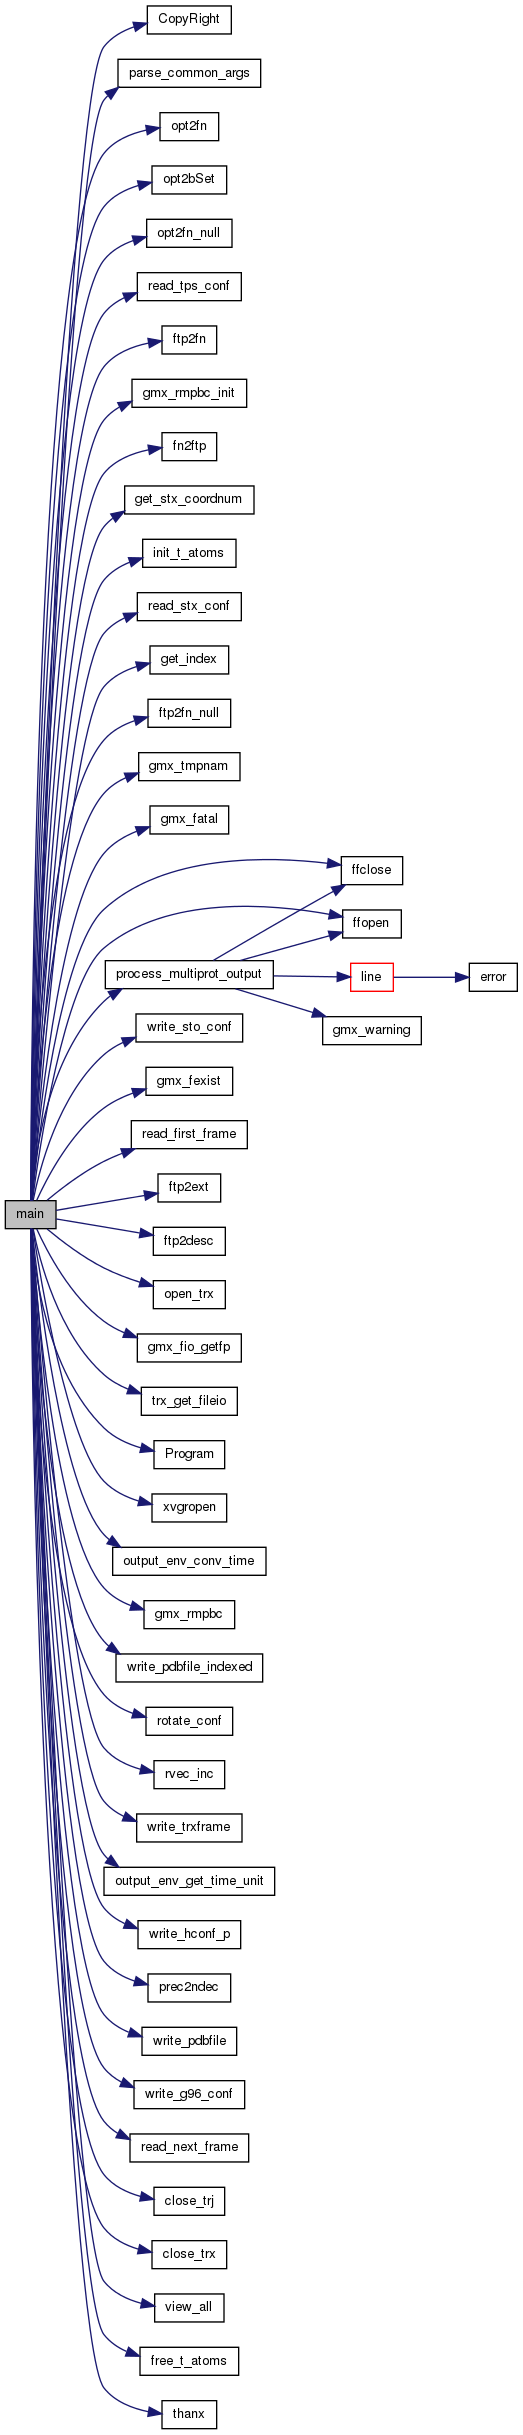 CopyRight
parse_common_args
opt2fn
opt2bSet
opt2fn_null
read_tps_conf
ftp2fn
gmx_rmpbc_init
fn2ftp
get_stx_coordnum
init_t_atoms
read_stx_conf
get_index
ftp2fn_null
gmx_tmpnam
gmx_fatal
ffclose
ffopen
process_multiprot_output
line
error
write_sto_conf
gmx_warning
gmx_fexist
read_first_frame
ftp2ext
main
ftp2desc
open_trx
gmx_fio_getfp
trx_get_fileio
Program
xvgropen
output_env_conv_time
gmx_rmpbc
write_pdbfile_indexed
rotate_conf
rvec_inc
write_trxframe
output_env_get_time_unit
write_hconf_p
prec2ndec
write_pdbfile
write_g96_conf
read_next_frame
close_trj
close_trx
view_all
free_t_atoms
thanx